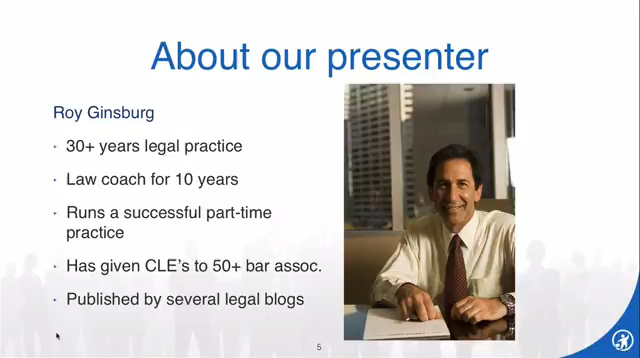 About our presenter
Roy Ginsburg
· 30+ years legal practice
· Law coach for 10 years
· Runs a successful part-time
practice
· Has given CLE's to 50+ bar assoc.
· Published by several legal blogs
5